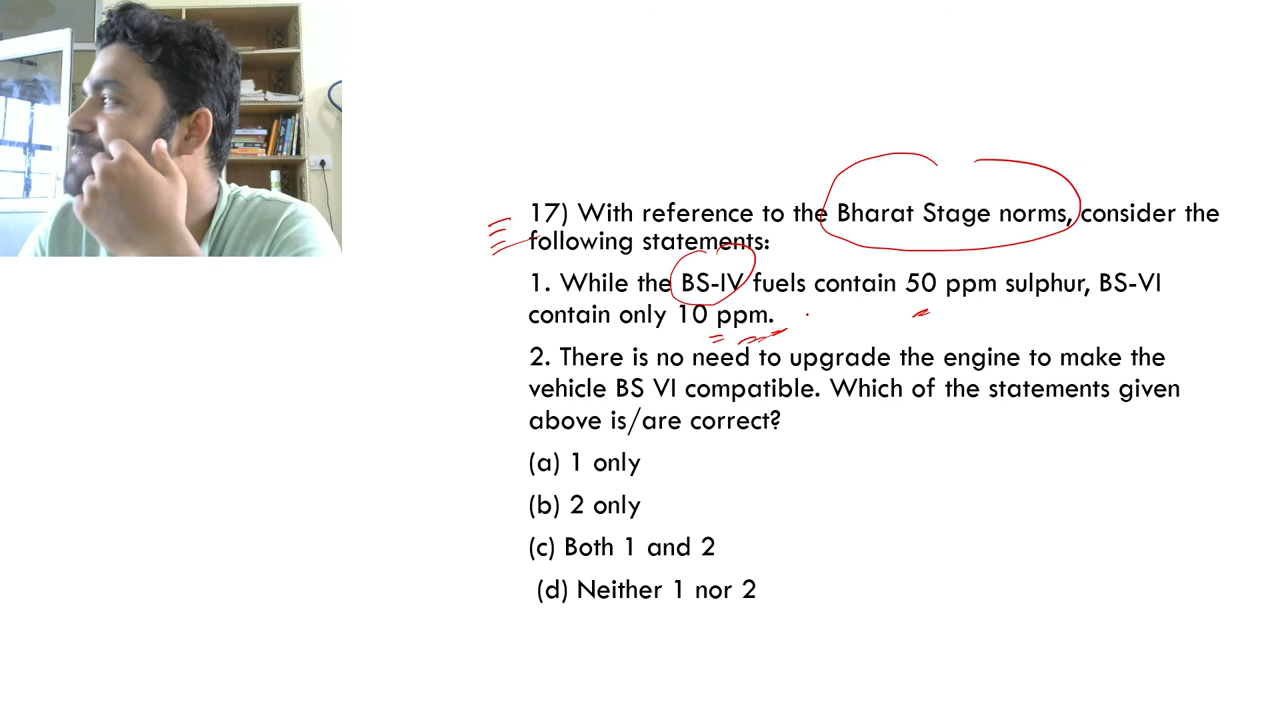 17) With reference to the Bharat Stage norms, consider the
following statements:
1. While the BS-IV fuels contain 50 ppm sulphur, BS-VI
contain only 10 ppm.
2. There is no need to upgrade the engine to make the
vehicle BS VI compatible. Which of the statements given
above is/are correct?
(a) 1 only
(b) 2 only
(c) Both 1 and 2
(d) Neither 1 nor 2